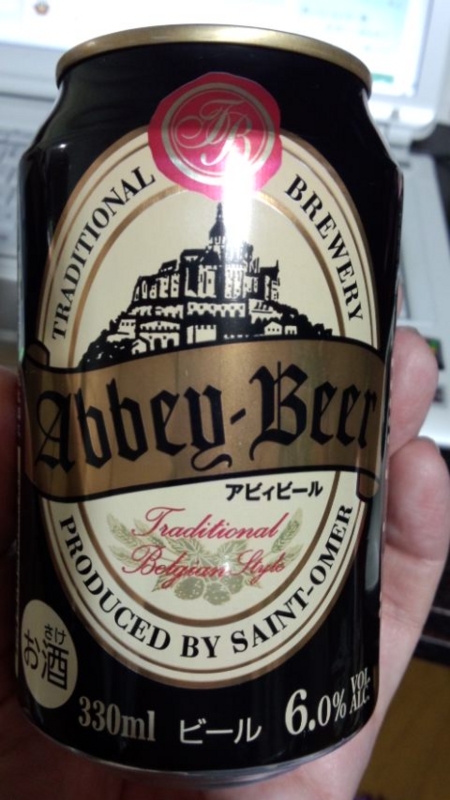 TB
TRADITIONAL BREWERY
Abbey-Beer
アビィビール
Traditional
Belgian Style
PRODUCED BY SAINT-OMER
さけ
お酒
330ml ビール 6.0% VOL. ALC.